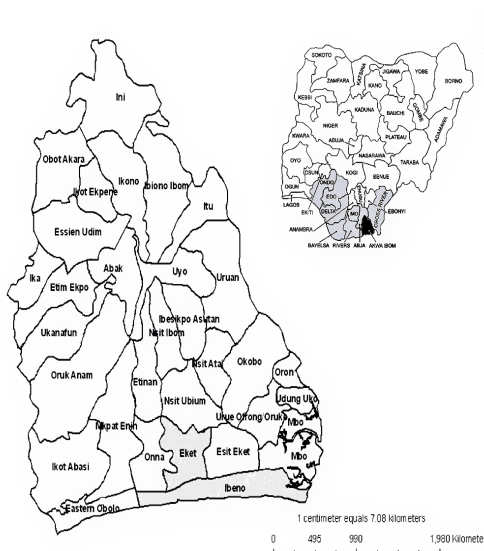 Ini
Obot Akara
Ikot Ekpene
Ikono
Ibiono Ibom
Itu
Essien Udim
Ika
Etim Ekpo
Abak
Uyo
Uruan
Ukanafun
Ibesikpo Asutan
Nsit Ibom
Oruk Anam
Etinan
Nsit Atai
Okobo
Oron
Nsit Ubium
Udung Uko
Urue Offong/Oruko
Mbo
Mkpat Enin
Onna
Eket
Esit Eket
Mbo
Ikot Abasi
Ibeno
Eastern Obolo
SOKOTO
ZAMFARA
KATSINA
JIGAWA
YOBE
BORNO
KEBBI
KANO
KADUNA
BAUCHI
GOMBE
ADAMAWA
NIGER
KWARA
ABUJA
PLATEAU
NASARAWA
TARABA
OYO
OSUN
KOGI
BENUE
OGUN
ONDO
EDO
LAGOS
EKITI
DELTA
IMO
CROSS RIVER
EBONYI
ANAMBRA
BAYELSA
RIVERS
ABIA
AKWA IBOM
1 centimeter equals 7.08 kilometers
0 495 990 1,980 Kilomete